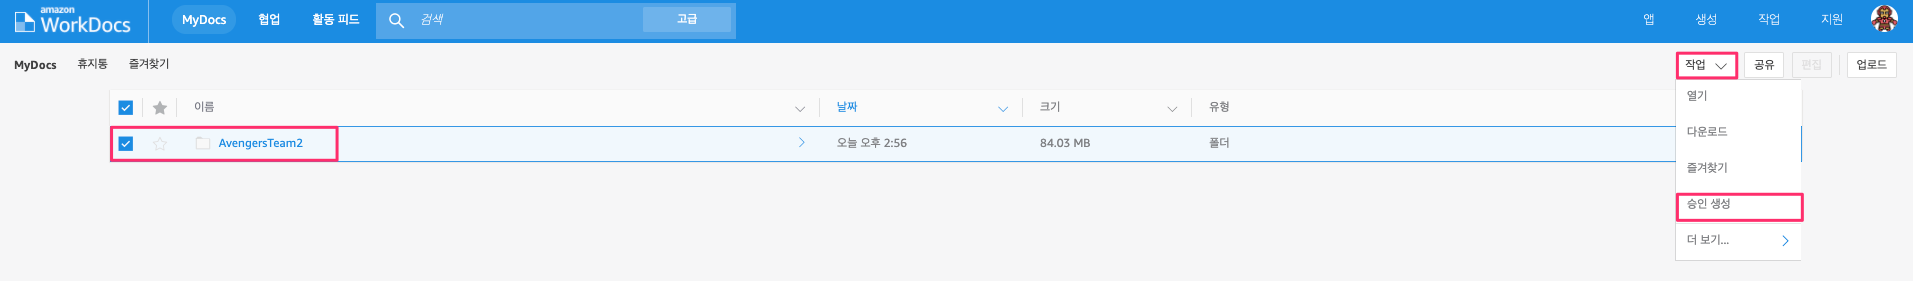 amazon
WorkDocs
MyDocs 협업 활동 피드 검색 고급 앱 생성 작업 지원
MyDocs 휴지통 즐겨찾기 작업 공유 편집 업로드
이름 날짜 크기 유형
AvengersTeam2 오늘 오후 2:56 84.03 MB 폴더
열기
다운로드
즐겨찾기
승인 생성
더 보기...